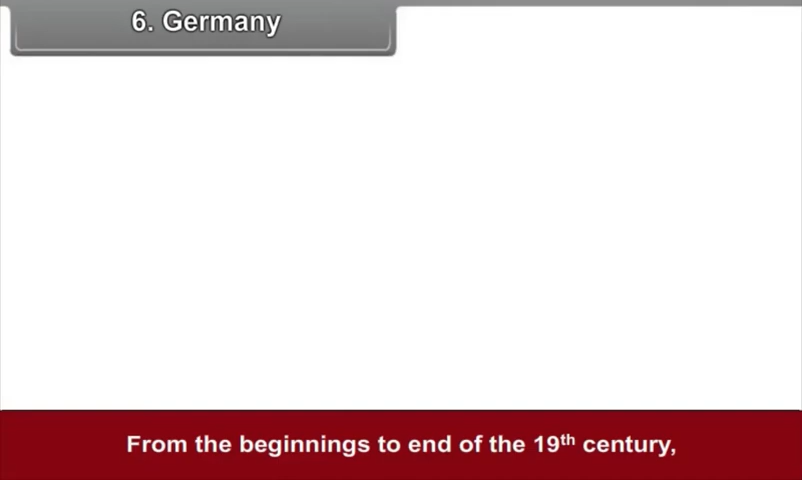 6. Germany
From the beginnings to end of the 19th century,